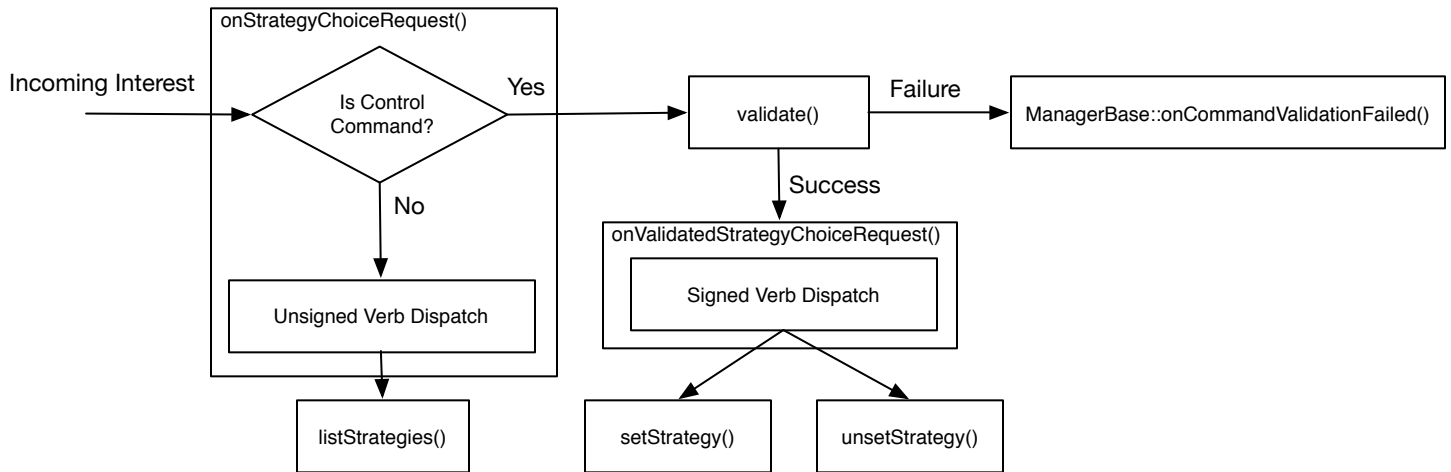 onStrategyChoiceRequest()
Incoming Interest
Is Control
Command?
Yes
validate()
Failure
ManagerBase::onCommandValidationFailed()
No
Success
onValidatedStrategyChoiceRequest()
Unsigned Verb Dispatch
Signed Verb Dispatch
listStrategies()
setStrategy()
unsetStrategy()